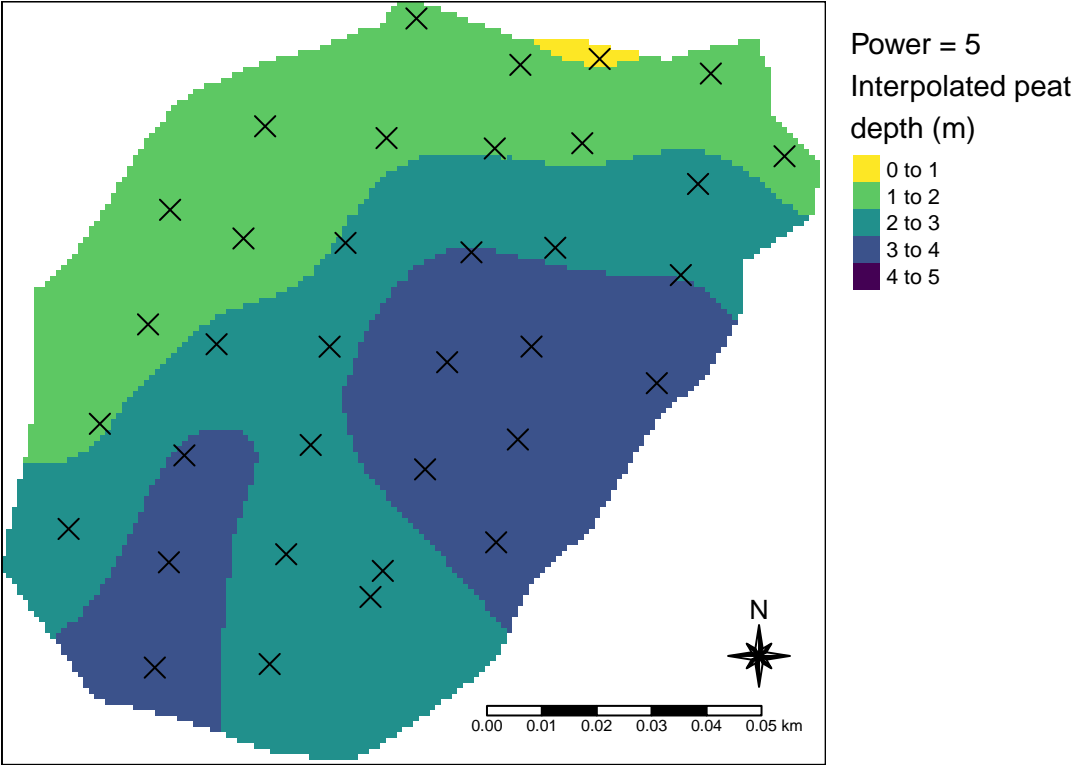 Power = 5
Interpolated peat
depth (m)
0 to 1
1 to 2
2 to 3
3 to 4
4 to 5
N
0.00 0.01 0.02 0.03 0.04 0.05 km